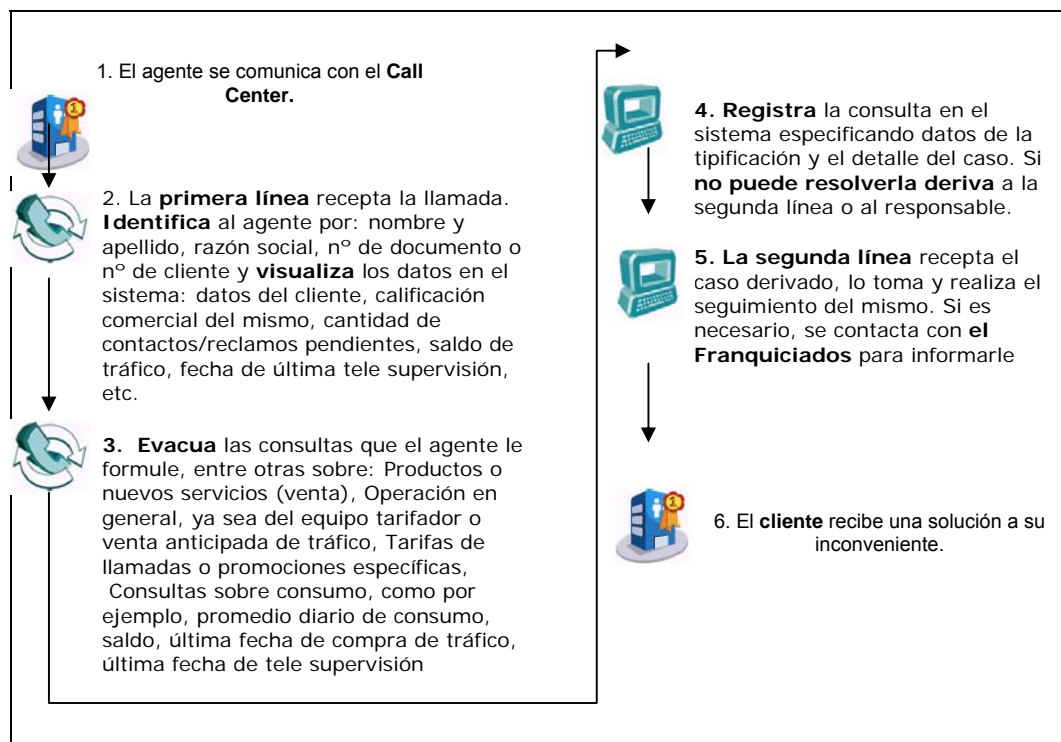 1. El agente se comunica con el Call
Center.
2. La primera línea recepta la llamada.
Identifica al agente por: nombre y
apellido, razón social, nº de documento o
nº de cliente y visualiza los datos en el
sistema: datos del cliente, calificación
comercial del mismo, cantidad de
contactos/reclamos pendientes, saldo de
tráfico, fecha de última tele supervisión,
etc.
3. Evacua las consultas que el agente le
formule, entre otras sobre: Productos o
nuevos servicios (venta), Operación en
general, ya sea del equipo tarifador o
venta anticipada de tráfico, Tarifas de
llamadas o promociones específicas,
Consultas sobre consumo, como por
ejemplo, promedio diario de consumo,
saldo, última fecha de compra de tráfico,
última fecha de tele supervisión
4. Registra la consulta en el
sistema especificando datos de la
tipificación y el detalle del caso. Si
no puede resolverla deriva a la
segunda línea o al responsable.
5. La segunda línea recepta el
caso derivado, lo toma y realiza el
seguimiento del mismo. Si es
necesario, se contacta con el
Franquiciados para informarle
6. El cliente recibe una solución a su
inconveniente.